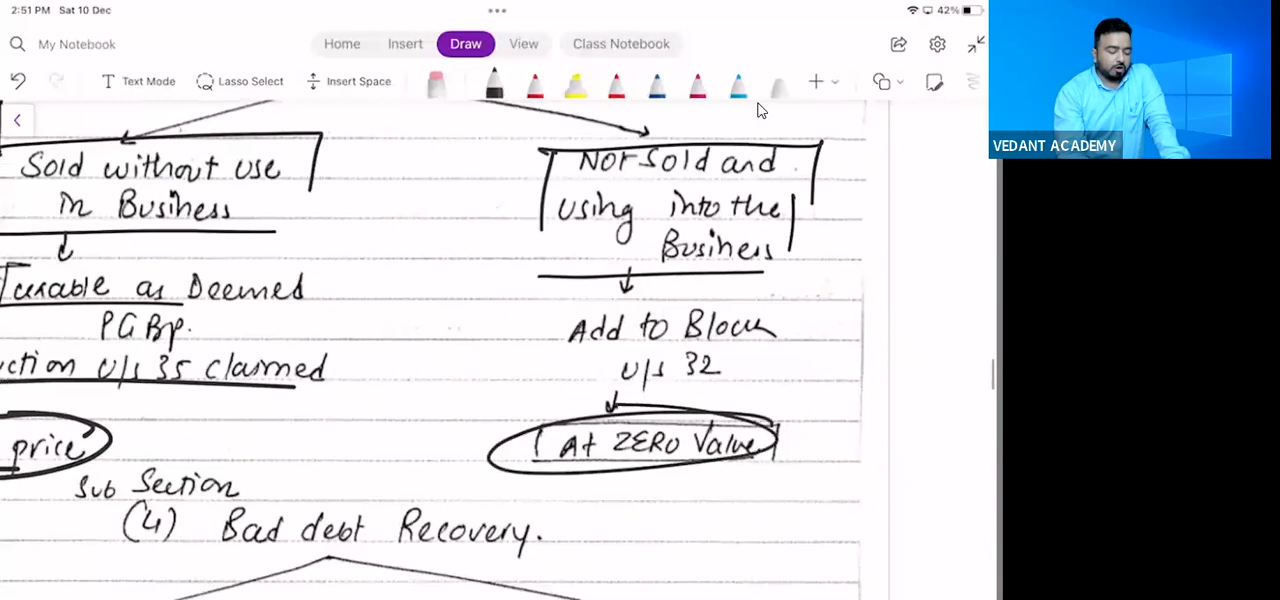 2:51 PM Sat 10 Dec
42%
My Notebook
Home Insert Draw View Class Notebook
Text Mode Lasso Select Insert Space
VEDANT ACADEMY
Sold without use
in Business
Taxable as Deemed
PGBP.
ction u/s 35 claimed
price
Not Sold and
using into the
Business
Add to Block
u/s 32
At ZERO Value
Sub Section
(4) Bad debt Recovery.